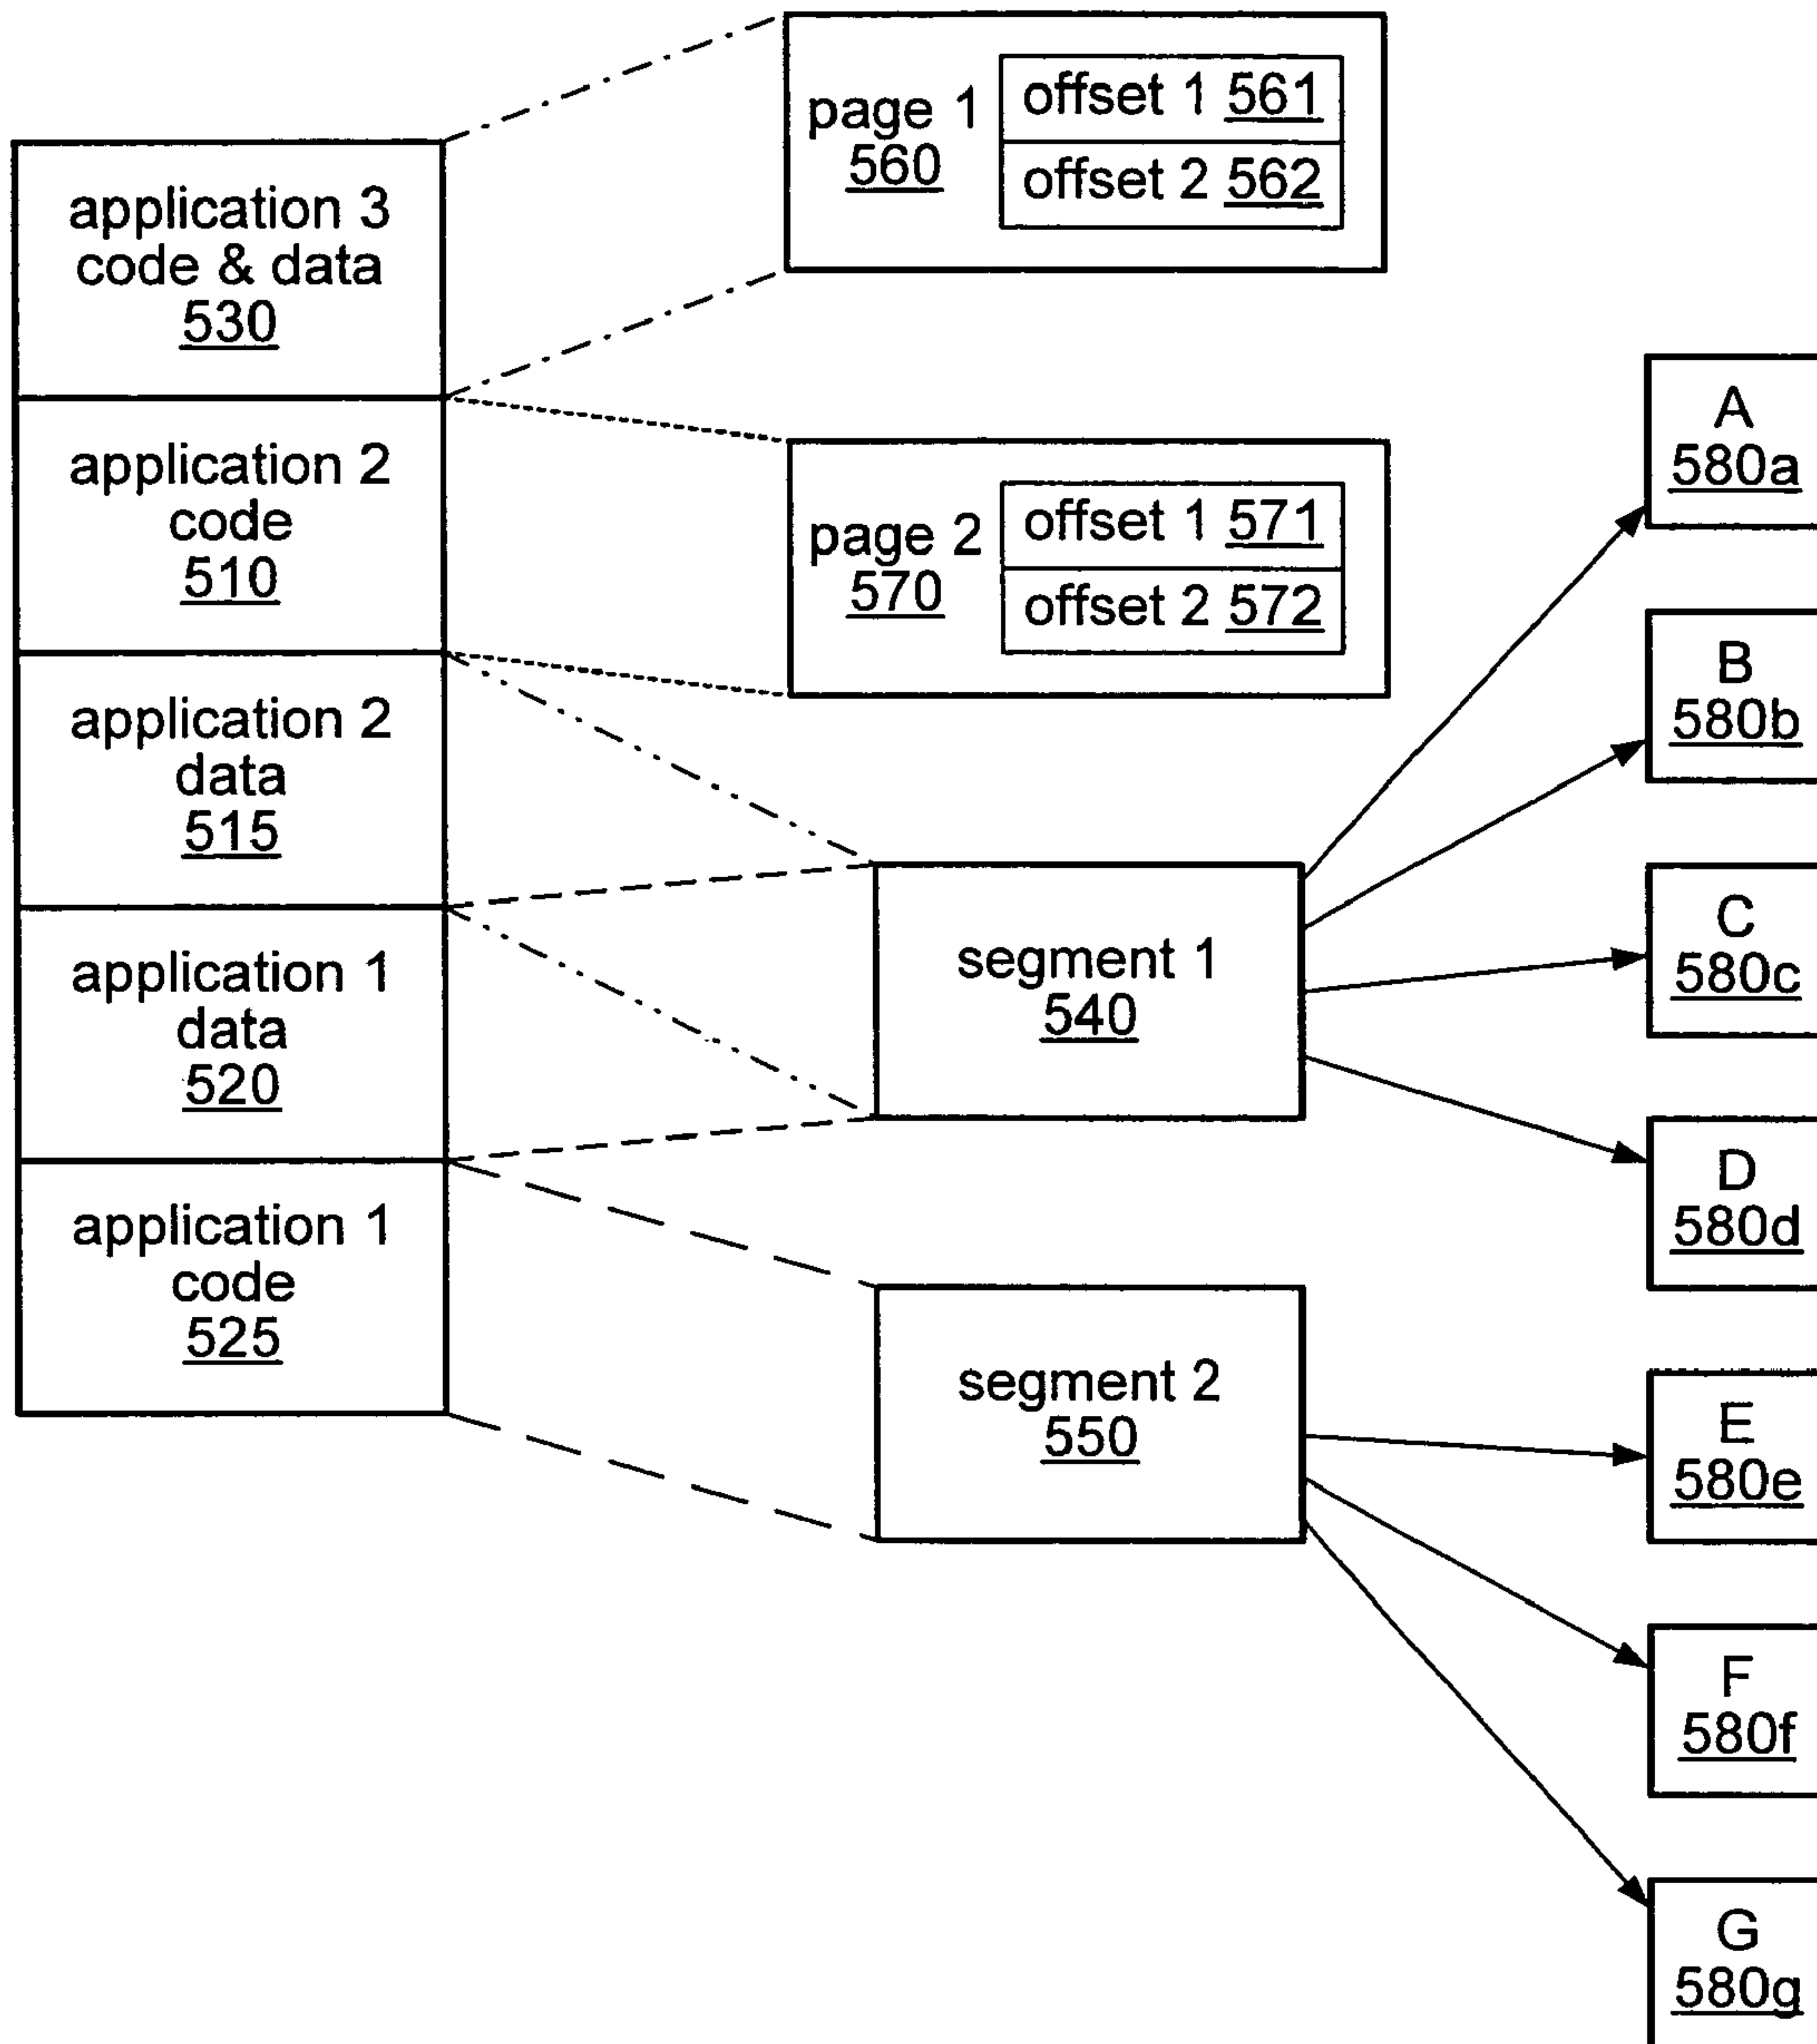 application 3
code & data
530
application 2
code
510
application 2
data
515
application 1
data
520
application 1
code
525
page 1
560
offset 1 561
offset 2 562
page 2
570
offset 1 571
offset 2 572
segment 1
540
segment 2
550
A
580a
B
580b
C
580c
D
580d
E
580e
F
580f
G
580g